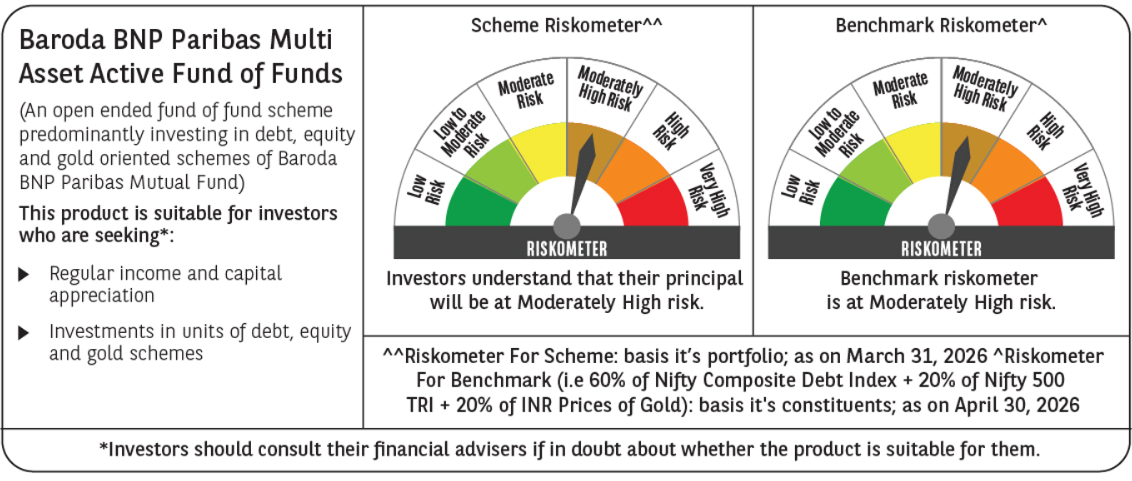 Baroda BNP Paribas Multi
Asset Active Fund of Funds
(An open ended fund of fund scheme
predominantly investing in debt, equity
and gold oriented schemes of Baroda
BNP Paribas Mutual Fund)
This product is suitable for investors
who are seeking*:
Regular income and capital
appreciation
Investments in units of debt, equity
and gold schemes
Scheme Riskometer^^
Low
Risk
Low to
Moderate
Risk
Moderate
Risk
Moderately
High Risk
High
Risk
Very High
Risk
RISKOMETER
Investors understand that their principal
will be at Moderately High risk.
Benchmark Riskometer^
Low
Risk
Low to
Moderate
Risk
Moderate
Risk
Moderately
High Risk
High
Risk
Very High
Risk
RISKOMETER
Benchmark riskometer
is at Moderately High risk.
^^Riskometer For Scheme: basis it’s portfolio; as on March 31, 2026 ^Riskometer
For Benchmark (i.e 60% of Nifty Composite Debt Index + 20% of Nifty 500
TRI + 20% of INR Prices of Gold): basis it's constituents; as on April 30, 2026
*Investors should consult their financial advisers if in doubt about whether the product is suitable for them.